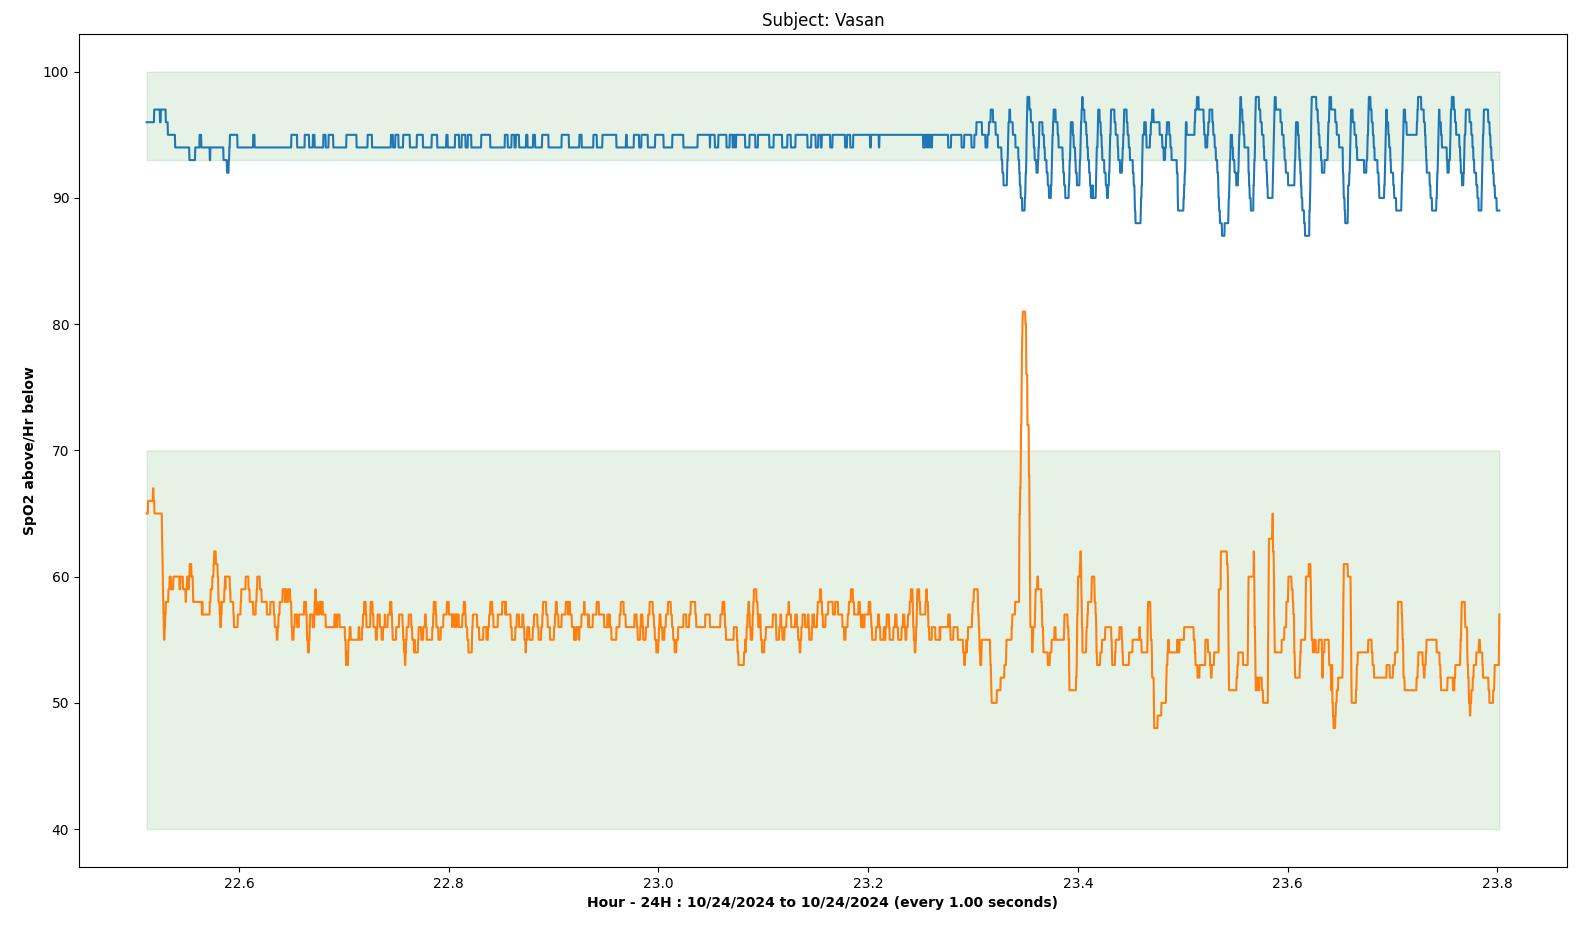 Subject: Vasan
100
90
80
70
60
50
40
SpO2 above/Hr below
22.6 22.8 23.0 23.2 23.4 23.6 23.8
Hour - 24H : 10/24/2024 to 10/24/2024 (every 1.00 seconds)